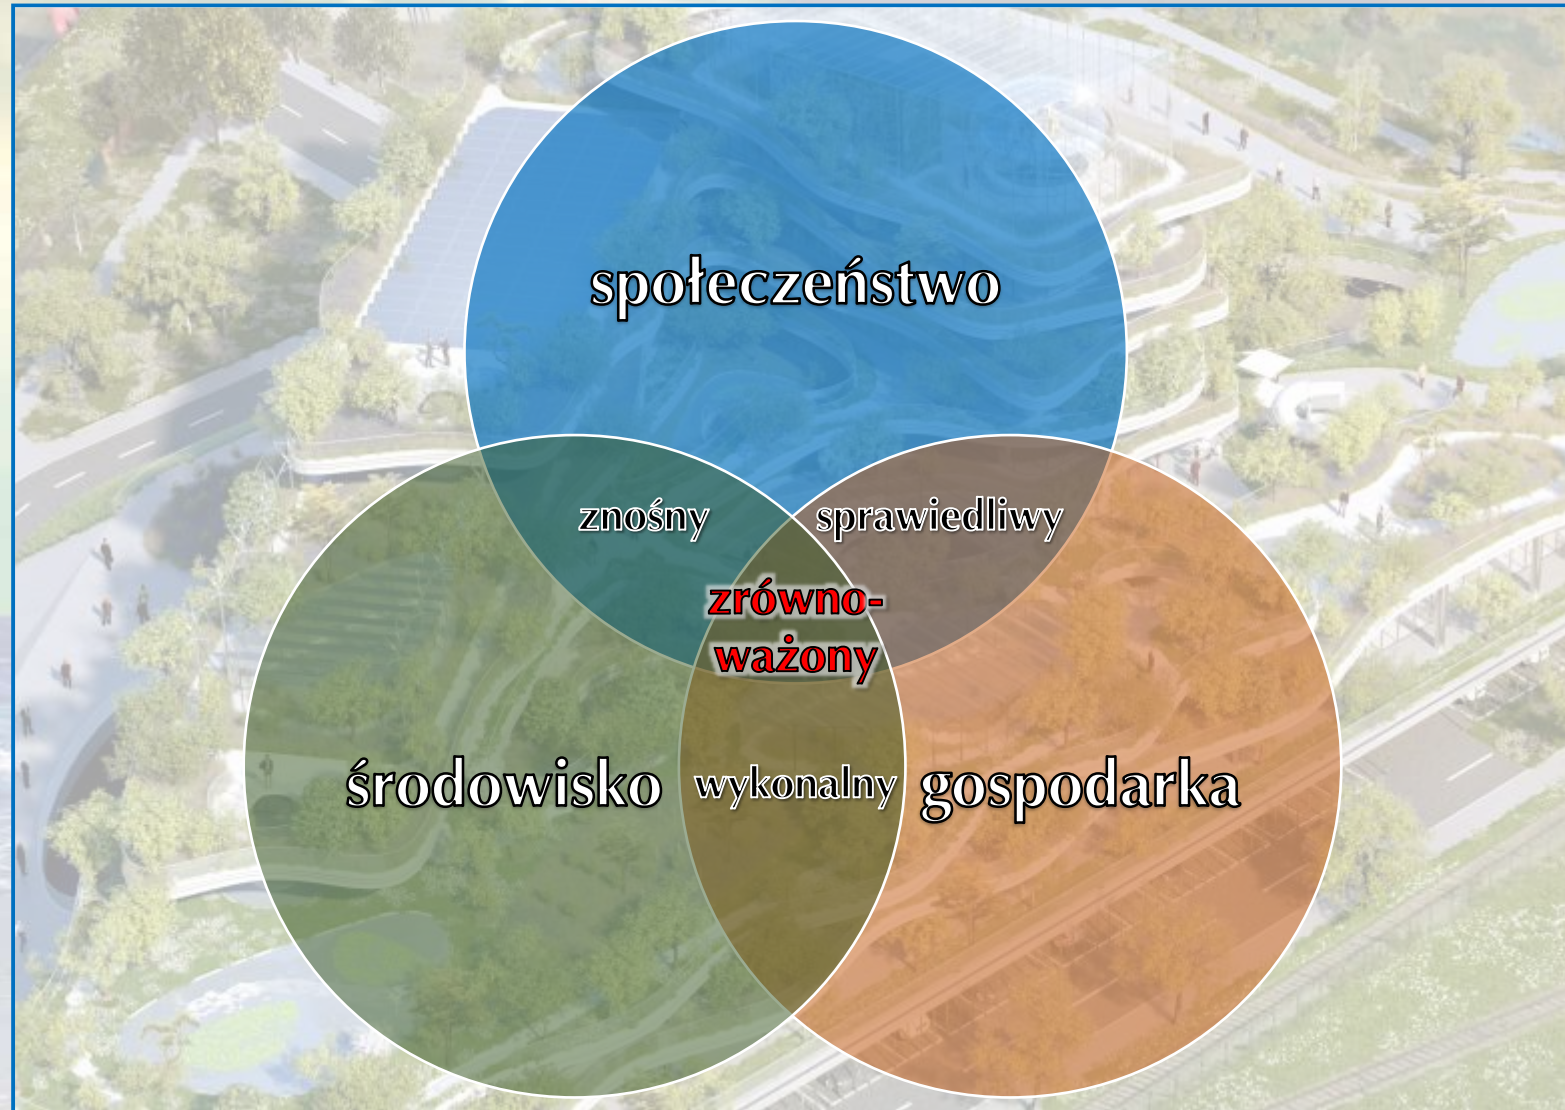 społeczeństwo
znośny
sprawiedliwy
zrówno-
ważony
środowisko
wykonalny
gospodarka